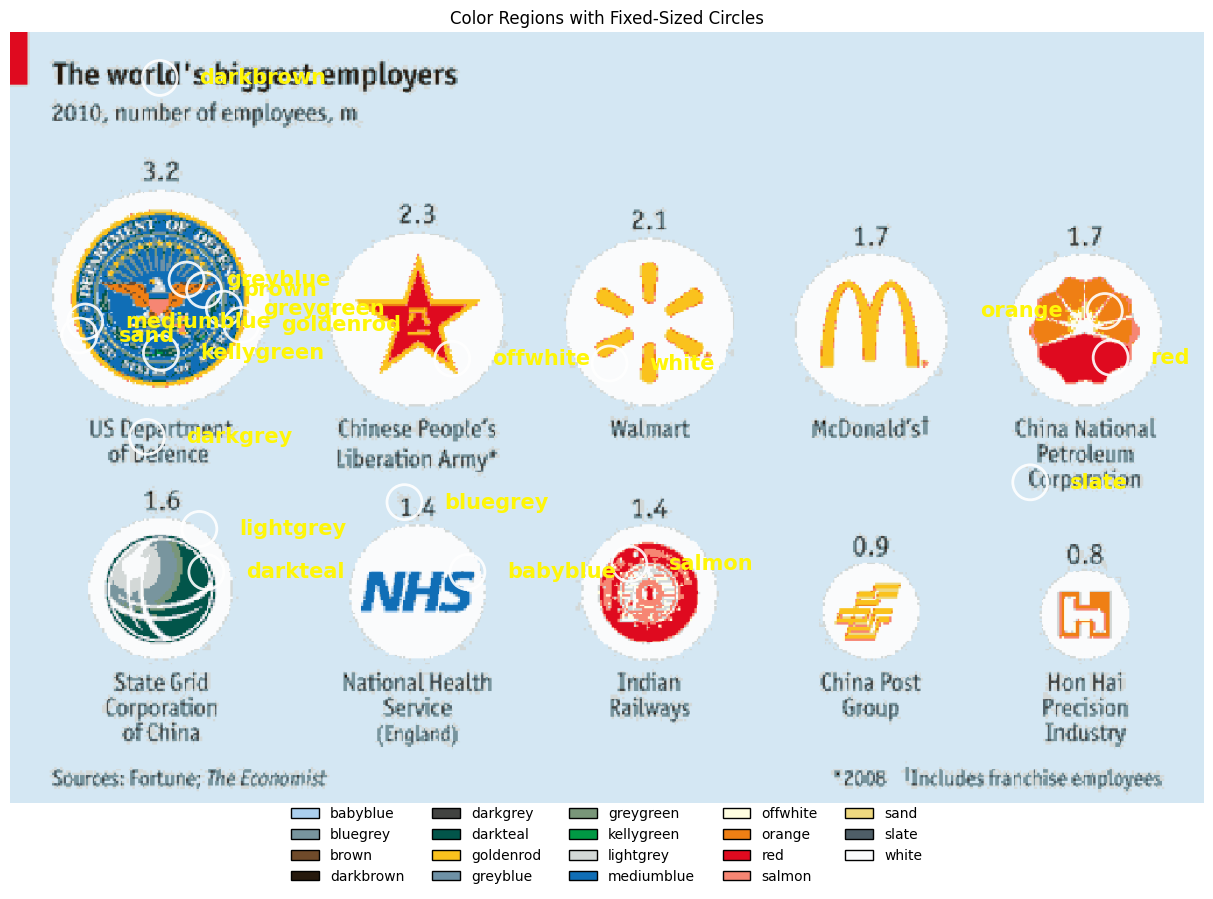 Color Regions with Fixed-Sized Circles
The world's biggest employers
darkbrown
2010, number of employees, m
3.2
2.3
2.1
1.7
1.7
DEPARTMENT OF DEFENSE
STATES OF
greyblue
brown
greygreen
orange
mediumblue
goldenrod
sand
kellygreen
offwhite
white
red
US Department
of Defence
darkgrey
Chinese People's
Liberation Army*
Walmart
McDonald's†
China National
Petroleum
Corporation
slate
1.6
1.4
bluegrey
1.4
0.9
0.8
lightgrey
darkteal
NHS
babyblue
salmon
H
State Grid
Corporation
of China
National Health
Service
(England)
Indian
Railways
China Post
Group
Hon Hai
Precision
Industry
Sources: Fortune; The Economist
*2008 †Includes franchise employees
babyblue darkgrey greygreen offwhite sand
bluegrey darkteal kellygreen orange slate
brown goldenrod lightgrey red white
darkbrown greyblue mediumblue salmon